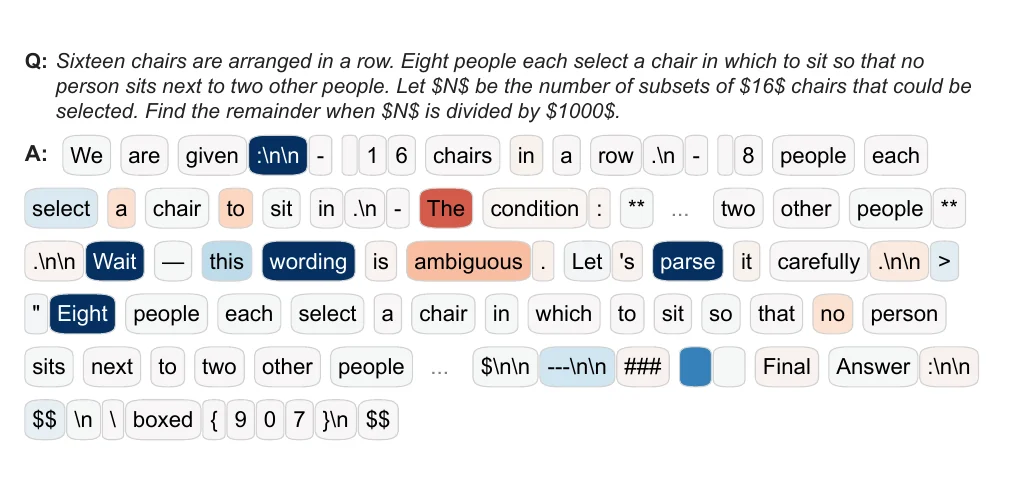 Q: Sixteen chairs are arranged in a row. Eight people each select a chair in which to sit so that no
person sits next to two other people. Let $N$ be the number of subsets of $16$ chairs that could be
selected. Find the remainder when $N$ is divided by $1000$.
A: We are given :\n\n - 1 6 chairs in a row .\n - 8 people each
select a chair to sit in .\n - The condition : ** ... two other people **
.\n\n Wait — this wording is ambiguous . Let 's parse it carefully .\n\n >
" Eight people each select a chair in which to sit so that no person
sits next to two other people ... $\n\n ---\n\n ### Final Answer :\n\n
$$ \n \ boxed { 9 0 7 }\n $$